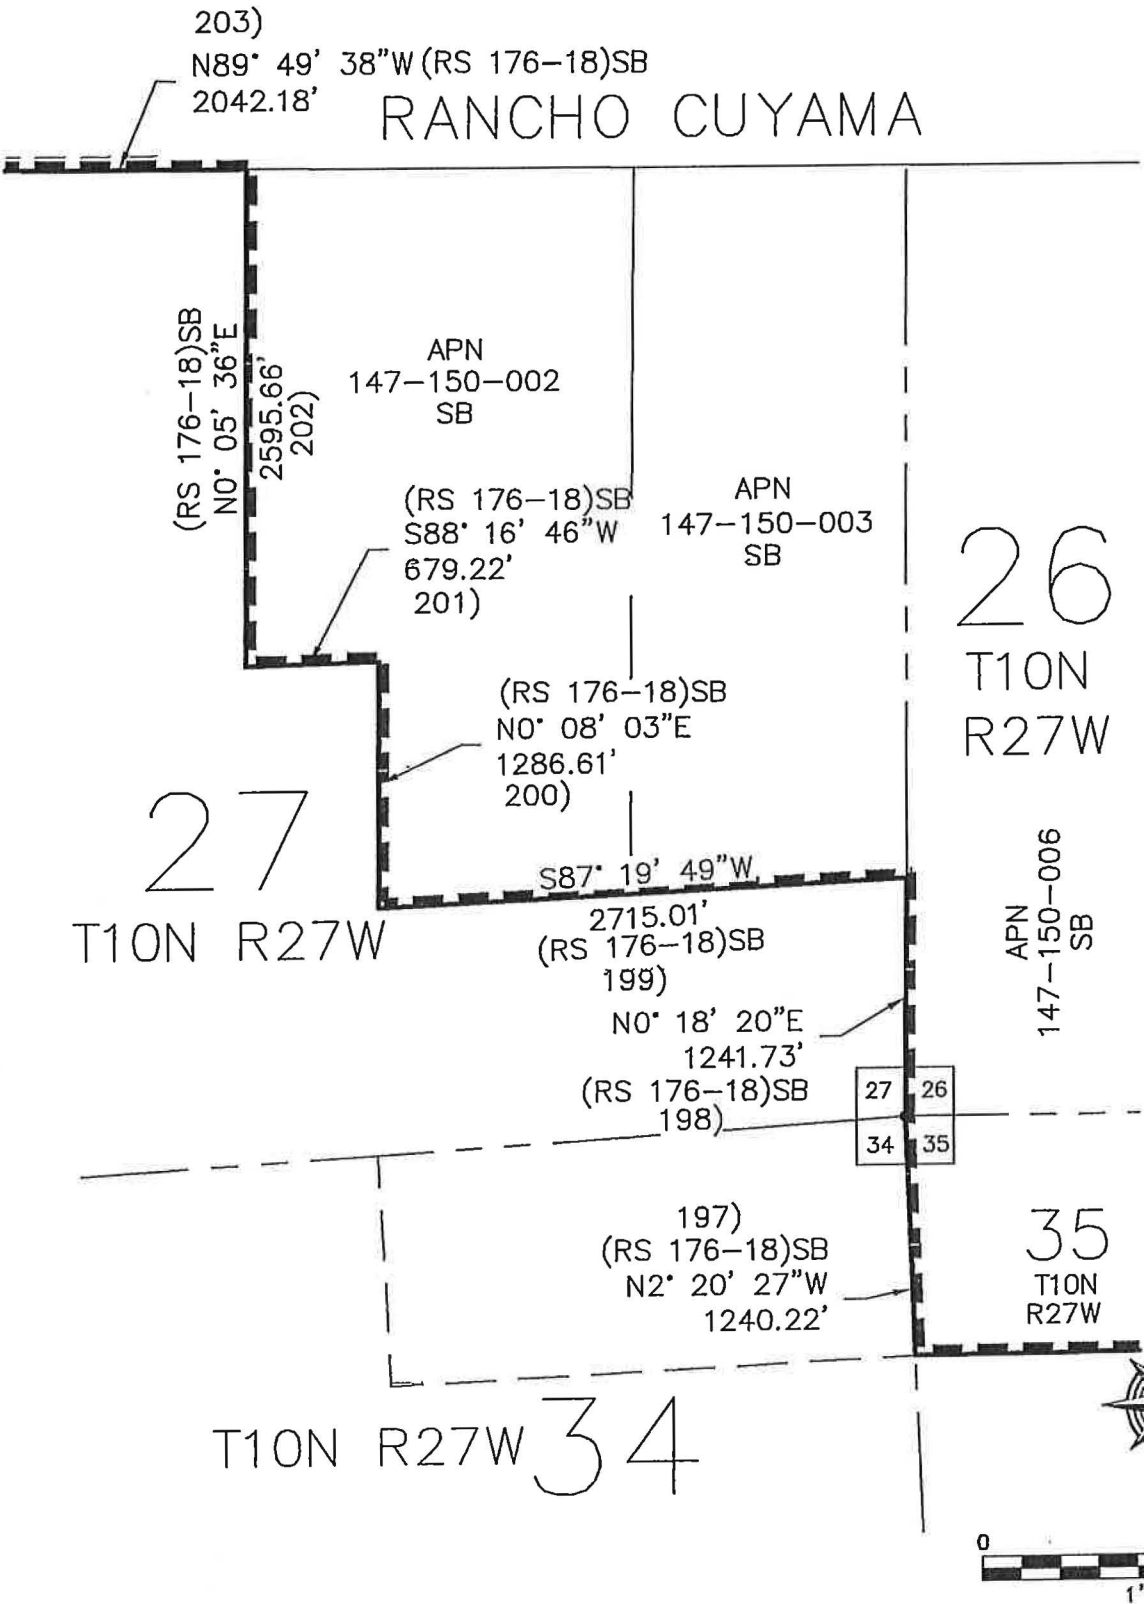 203)
N89° 49' 38"W (RS 176-18)SB
2042.18'
RANCHO CUYAMA
(RS 176-18)SB
N0° 05' 36"E
2595.66'
202)
APN
147-150-002
SB
(RS 176-18)SB
S88° 16' 46"W
679.22'
201)
APN
147-150-003
SB
26
T10N
R27W
(RS 176-18)SB
N0° 08' 03"E
1286.61'
200)
27
T10N R27W
S87° 19' 49"W
2715.01'
(RS 176-18)SB
199)
APN
147-150-006
SB
N0° 18' 20"E
1241.73'
(RS 176-18)SB
198)
27 26
34 35
197)
(RS 176-18)SB
N2° 20' 27"W
1240.22'
35
T10N
R27W
T10N R27W 34
0
1"